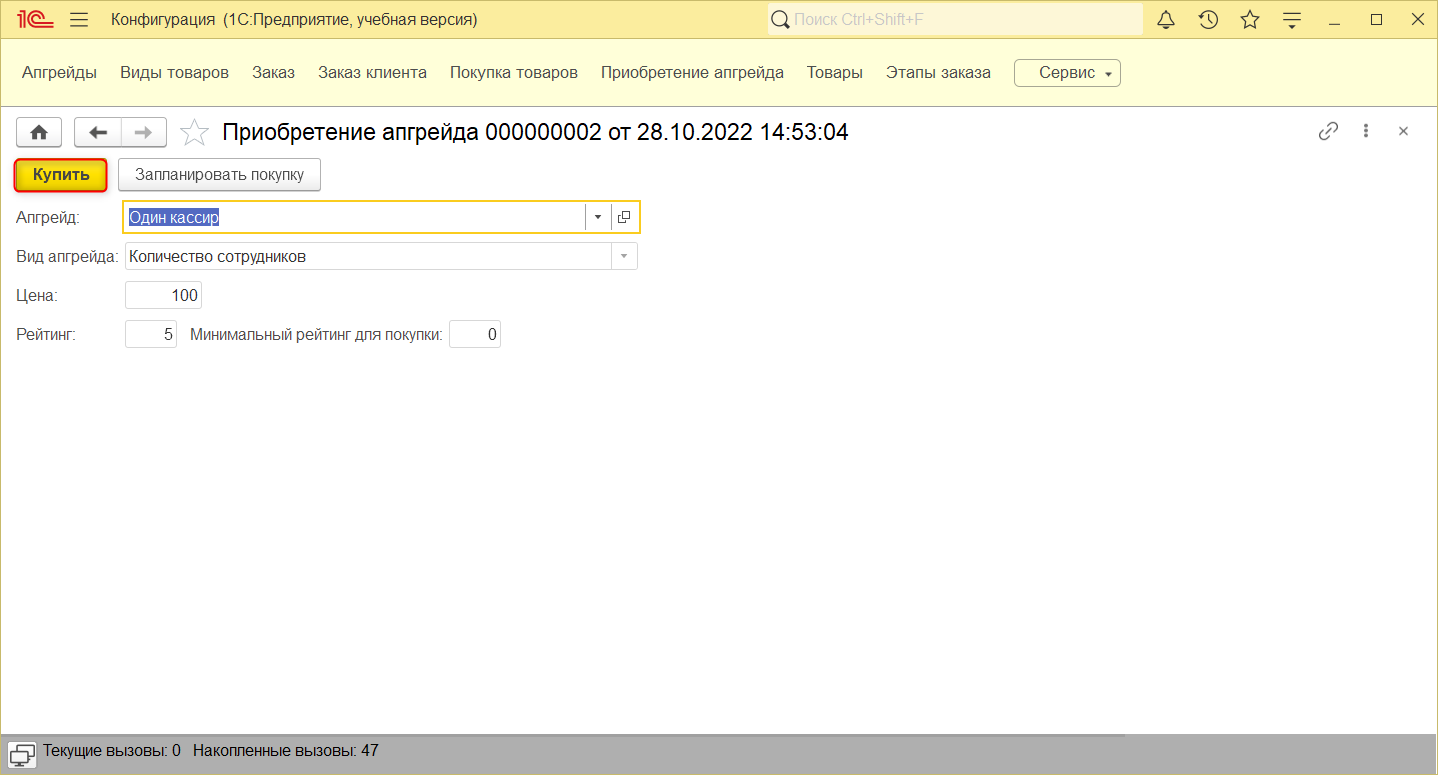 1С Конфигурация (1С:Предприятие, учебная версия) Поиск Ctrl+Shift+F
Апгрейды Виды товаров Заказ Заказ клиента Покупка товаров Приобретение апгрейда Товары Этапы заказа Сервис
Приобретение апгрейда 000000002 от 28.10.2022 14:53:04
Купить Запланировать покупку
Апгрейд: Один кассир
Вид апгрейда: Количество сотрудников
Цена: 100
Рейтинг: 5 Минимальный рейтинг для покупки: 0
Текущие вызовы: 0 Накопленные вызовы: 47